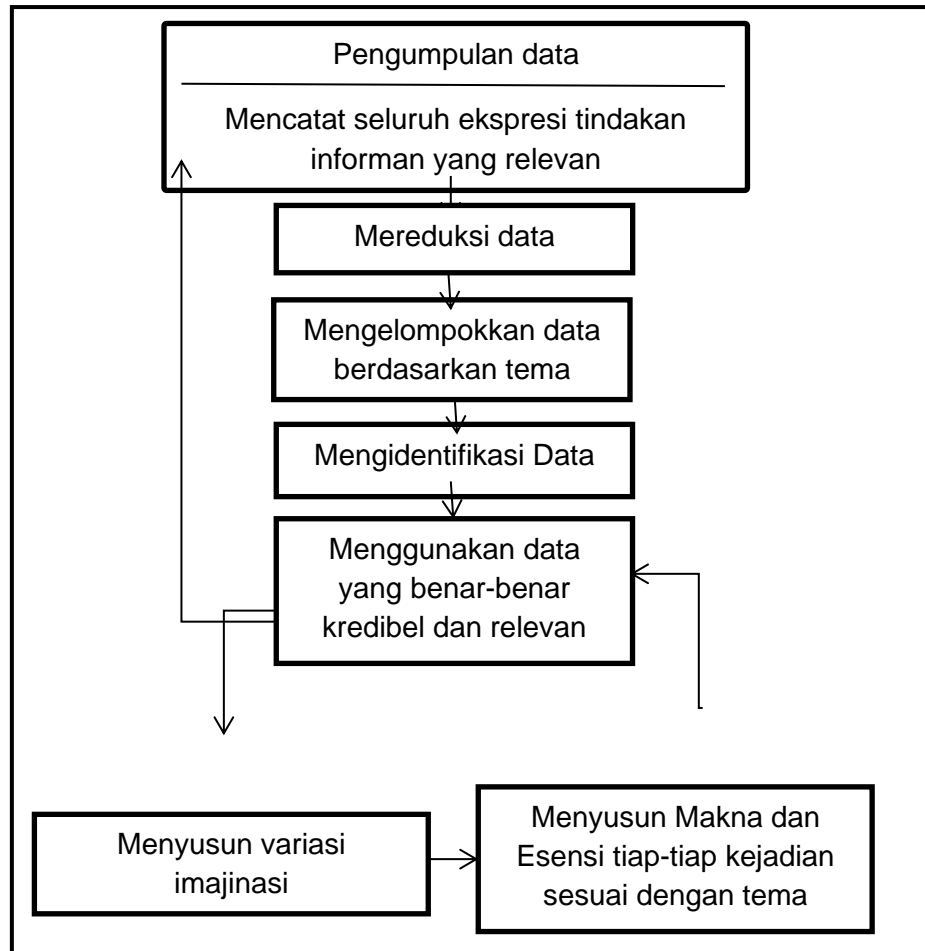 Pengumpulan data
Mencatat seluruh ekspresi tindakan
informan yang relevan
Mereduksi data
Mengelompokkan data
berdasarkan tema
Mengidentifikasi Data
Menggunakan data
yang benar-benar
kredibel dan relevan
Menyusun variasi
imajinasi
Menyusun Makna dan
Esensi tiap-tiap kejadian
sesuai dengan tema